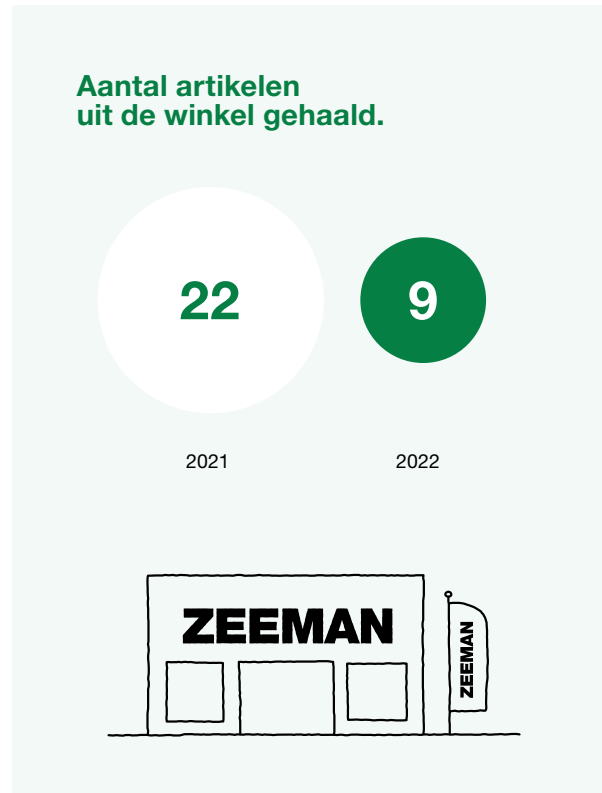 Aantal artikelen
uit de winkel gehaald.
22
9
2021
2022
ZEEMAN
ZEEMAN